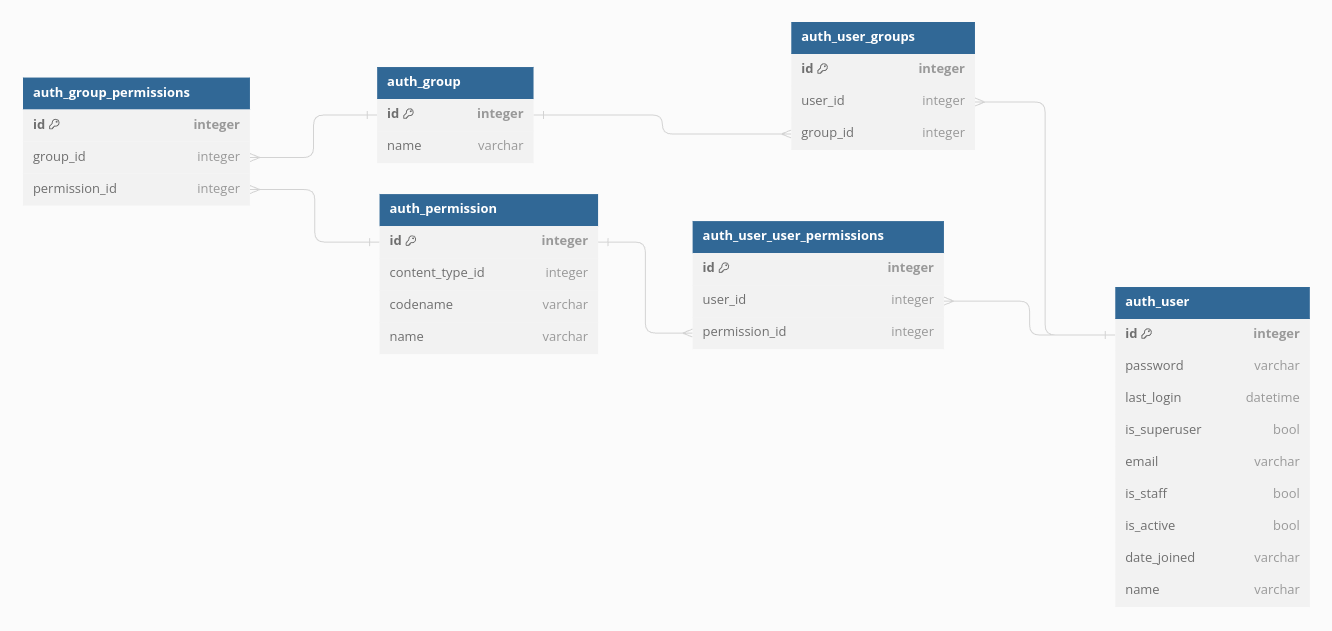 auth_group_permissions
id integer
group_id integer
permission_id integer
auth_group
id integer
name varchar
auth_permission
id integer
content_type_id integer
codename varchar
name varchar
auth_user_groups
id integer
user_id integer
group_id integer
auth_user_user_permissions
id integer
user_id integer
permission_id integer
auth_user
id integer
password varchar
last_login datetime
is_superuser bool
email varchar
is_staff bool
is_active bool
date_joined varchar
name varchar